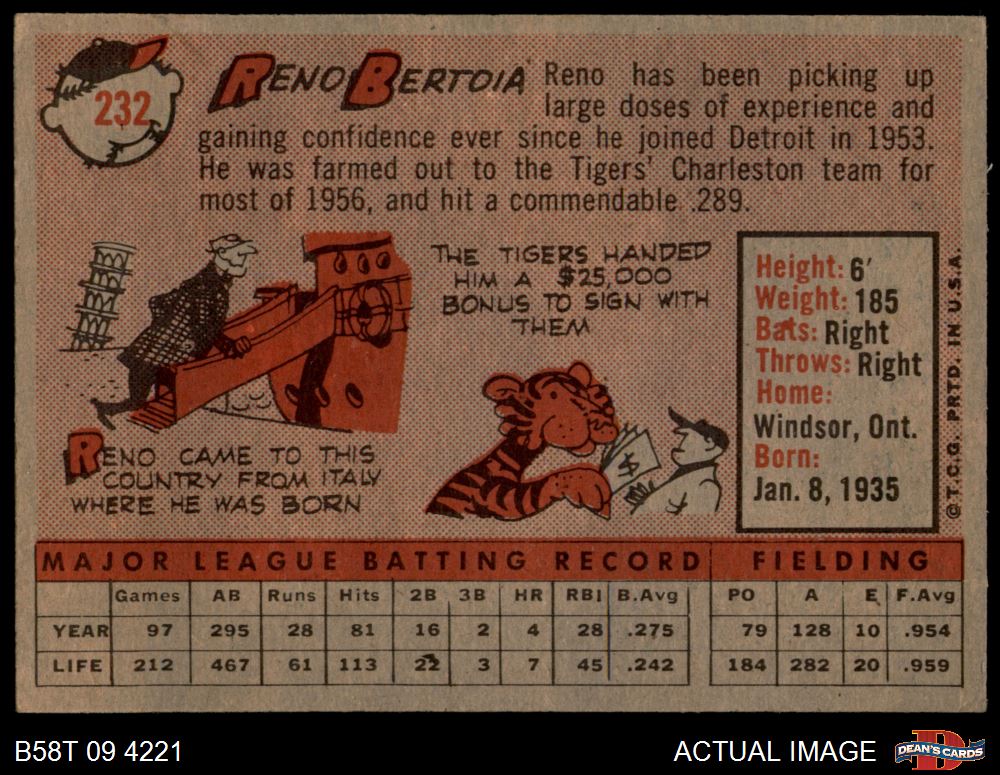 232
RENO BERTOIA
Reno has been picking up
large doses of experience and
gaining confidence ever since he joined Detroit in 1953.
He was farmed out to the Tigers' Charleston team for
most of 1956, and hit a commendable .289.
THE TIGERS HANDED
HIM A $25,000
BONUS TO SIGN WITH
THEM
$
RENO CAME TO THIS
COUNTRY FROM ITALY
WHERE HE WAS BORN
Height: 6'
Weight: 185
Bats: Right
Throws: Right
Home:
Windsor, Ont.
Born:
Jan. 8, 1935
©T.C.G. PRTD. IN U.S.A.
MAJOR LEAGUE BATTING RECORD FIELDING
Games AB Runs Hits 2B 3B HR RBI B.Avg PO A E F.Avg
YEAR 97 295 28 81 16 2 4 28 .275 79 128 10 .954
LIFE 212 467 61 113 22 3 7 45 .242 184 282 20 .959
B58T 09 4221
ACTUAL IMAGE
D
DEAN'S CARDS